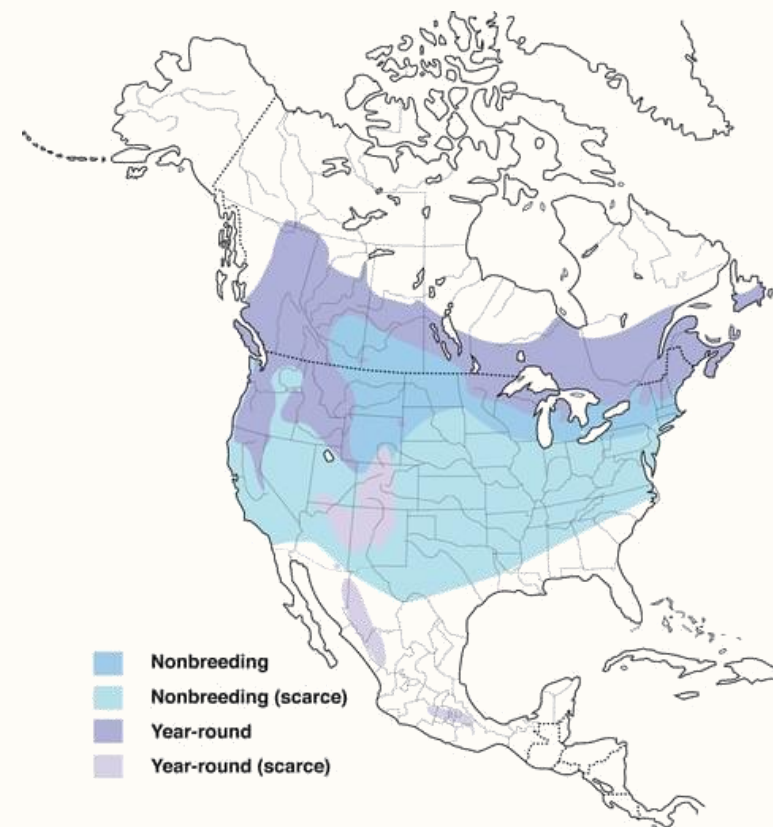 Nonbreeding
Nonbreeding (scarce)
Year-round
Year-round (scarce)